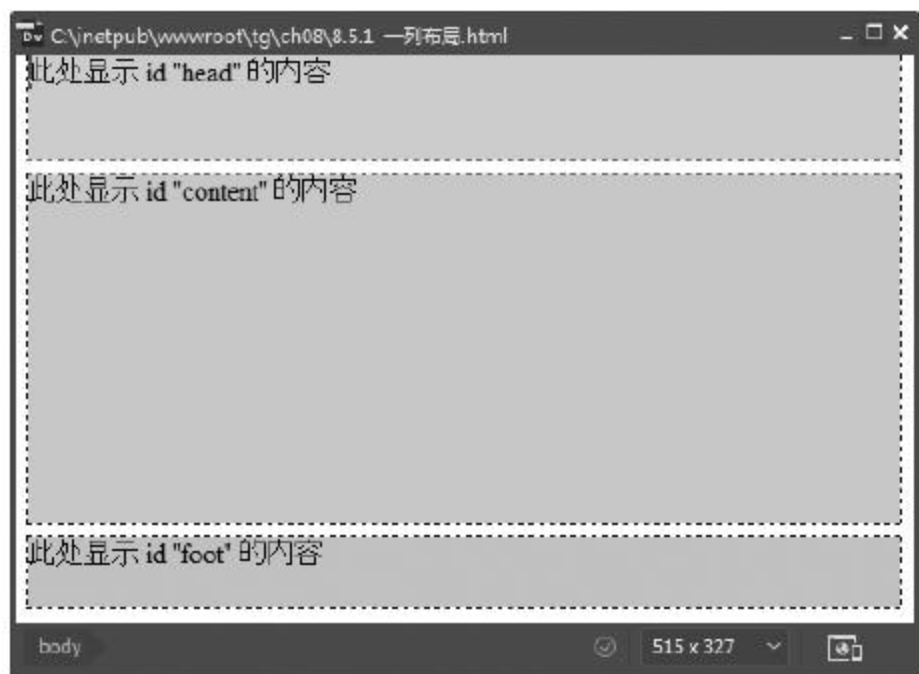 Dw C:\inetpub\wwwroot\tg\ch08\8.5.1 一列布局.html
此处显示 id "head" 的内容
此处显示 id "content" 的内容
此处显示 id "foot" 的内容
body 515 x 327